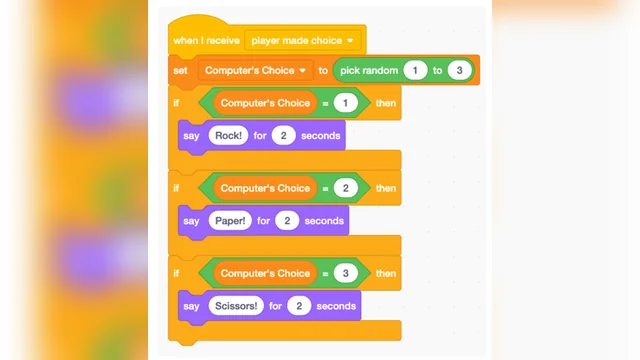 when I receive player made choice
set Computer's Choice to pick random 1 to 3
if Computer's Choice = 1 then
say Rock! for 2 seconds
if Computer's Choice = 2 then
say Paper! for 2 seconds
if Computer's Choice = 3 then
say Scissors! for 2 seconds